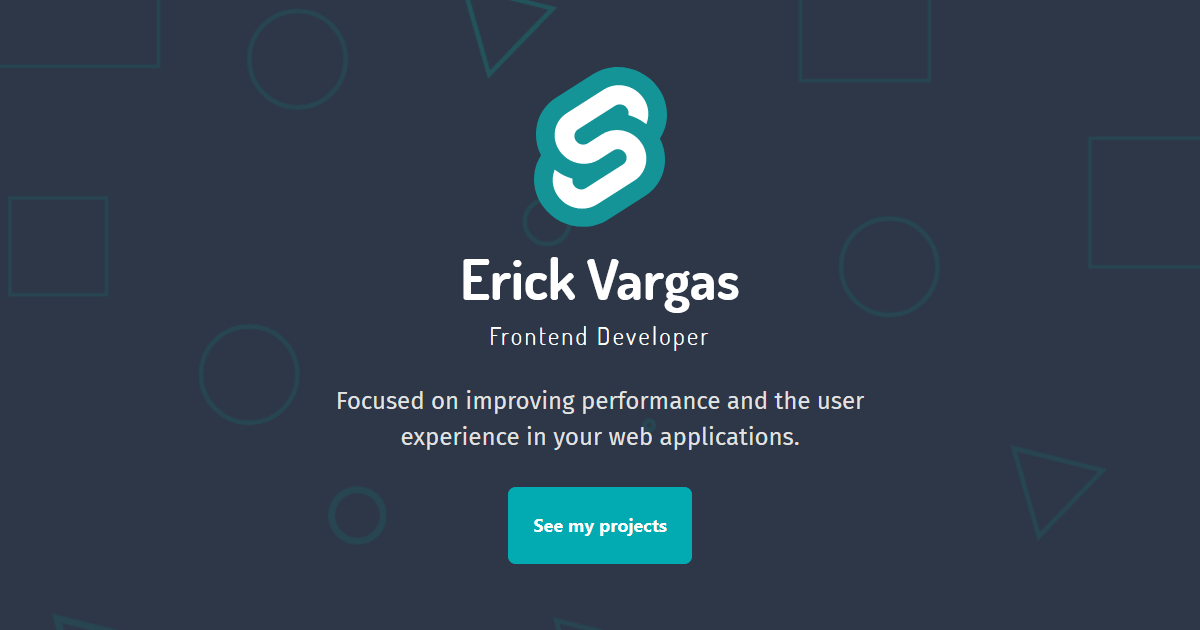 Erick Vargas
Frontend Developer
Focused on improving performance and the user
experience in your web applications.
See my projects